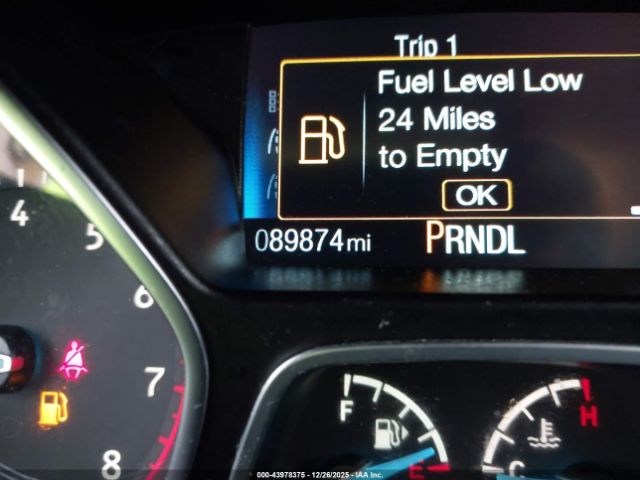 Trip 1
Fuel Level Low
24 Miles
to Empty
OK
089874mi PRNDL
4
5
6
7
8
F
E
H
C
000-43978375 - 12/26/2025 - IAA Inc.